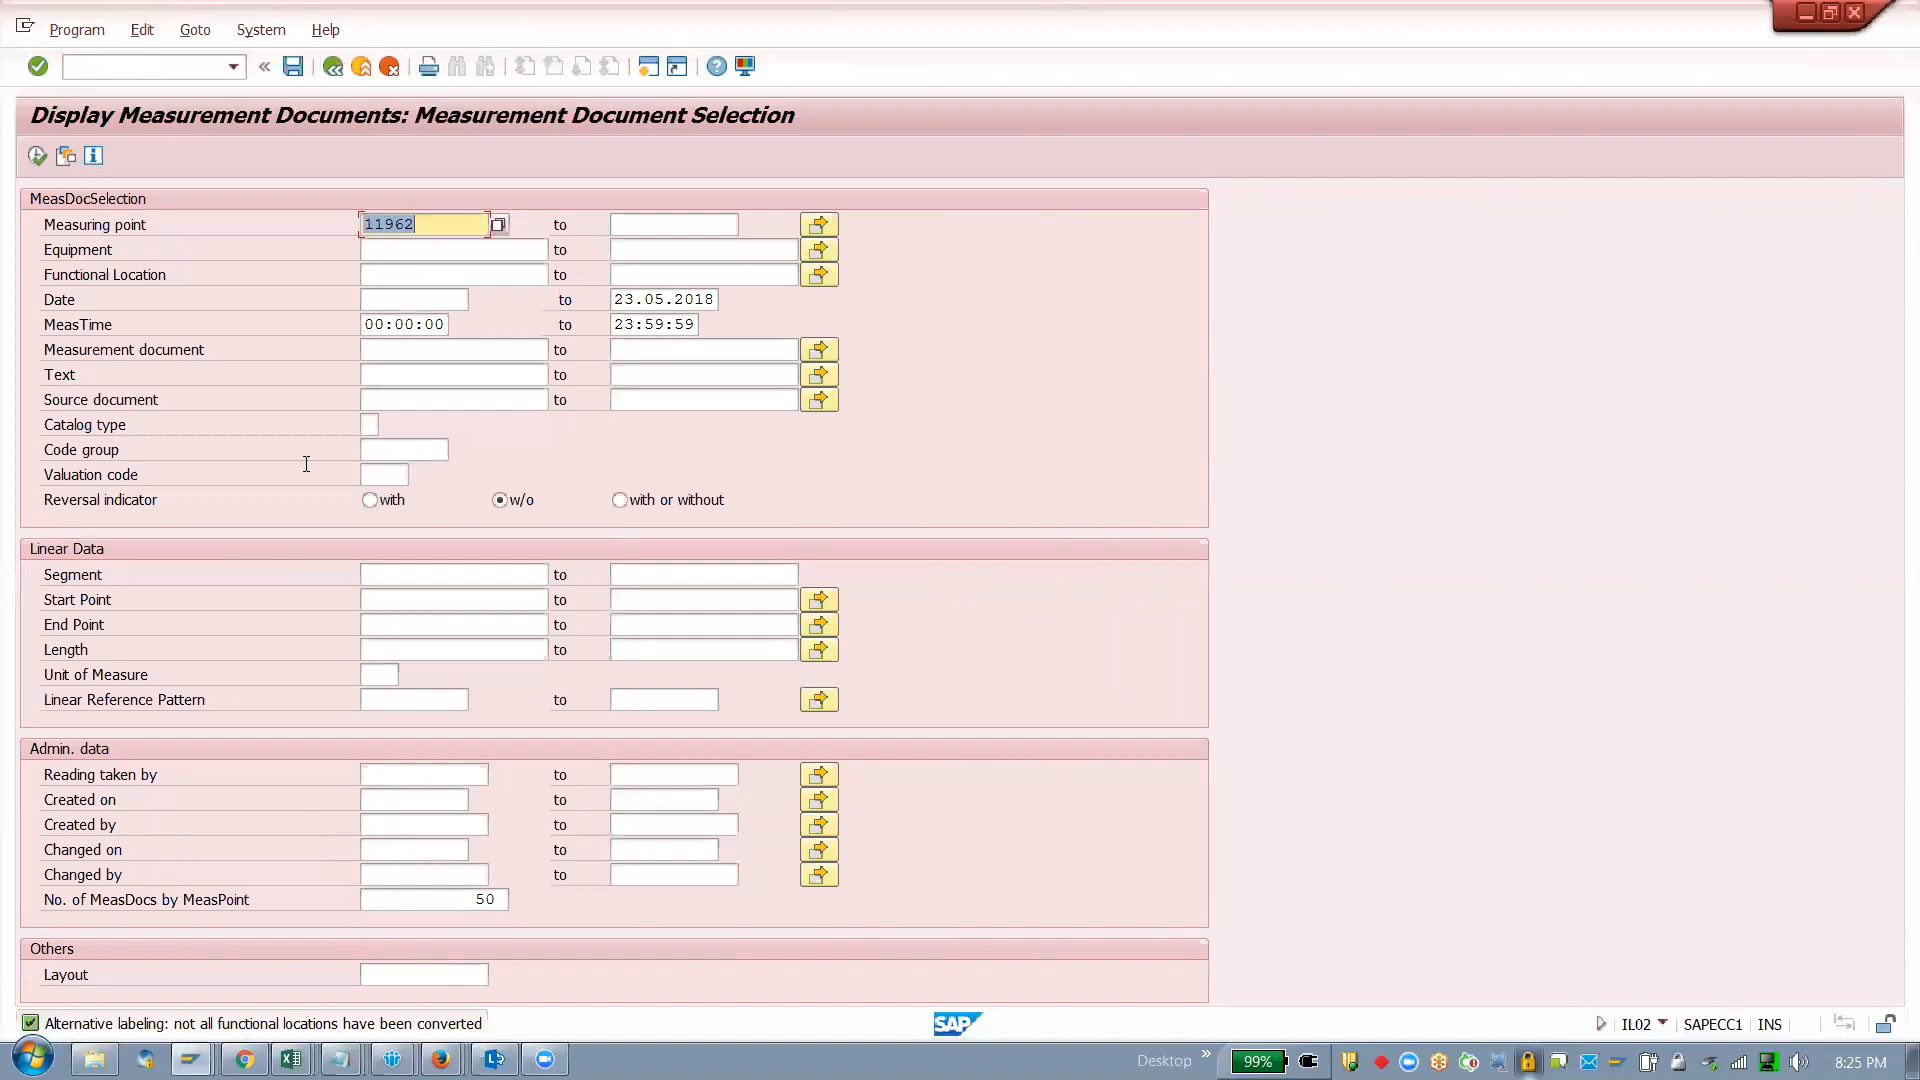 Program Edit Goto System Help
Display Measurement Documents: Measurement Document Selection
MeasDocSelection
Measuring point 11962 to
Equipment to
Functional Location to
Date to 23.05.2018
MeasTime 00:00:00 to 23:59:59
Measurement document to
Text to
Source document to
Catalog type
Code group
Valuation code
Reversal indicator with w/o with or without
Linear Data
Segment to
Start Point to
End Point to
Length to
Unit of Measure
Linear Reference Pattern to
Admin. data
Reading taken by to
Created on to
Created by to
Changed on to
Changed by to
No. of MeasDocs by MeasPoint 50
Others
Layout
Alternative labeling: not all functional locations have been converted SAP IL02 SAPECC1 INS
Desktop » 99% 8:25 PM